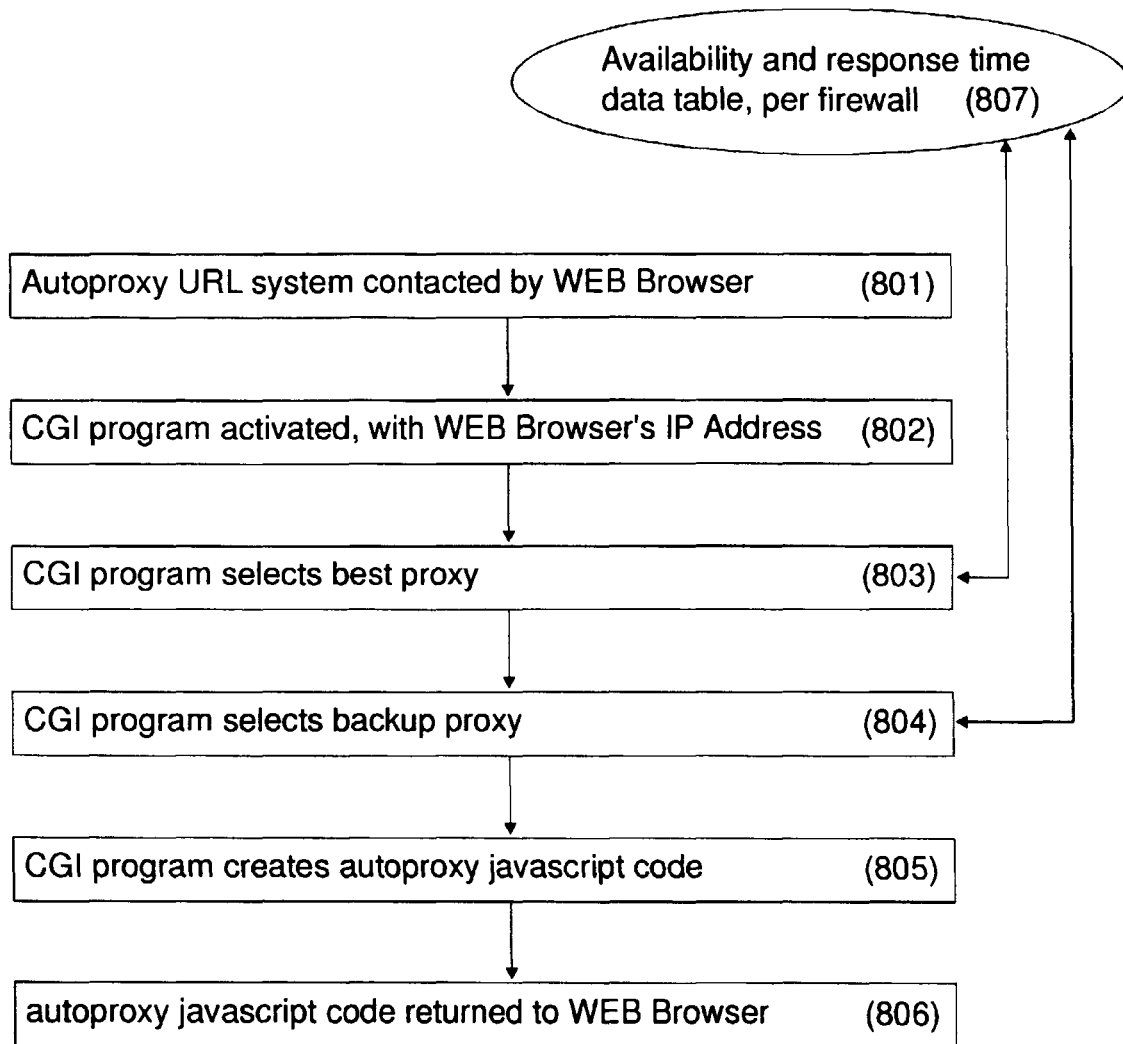 Availability and response time
data table, per firewall (807)
Autoproxy URL system contacted by WEB Browser (801)
CGI program activated, with WEB Browser's IP Address (802)
CGI program selects best proxy (803)
CGI program selects backup proxy (804)
CGI program creates autoproxy javascript code (805)
autoproxy javascript code returned to WEB Browser (806)